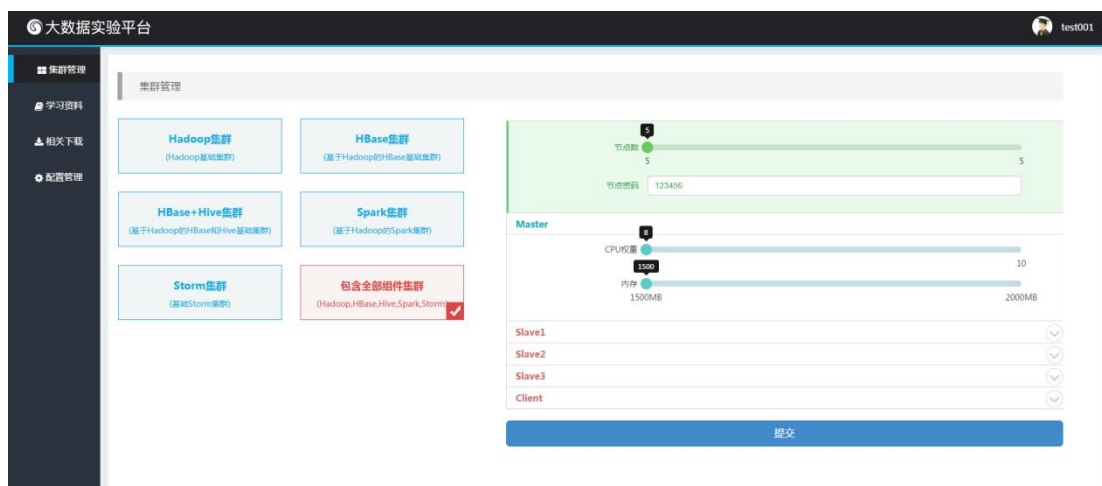 大数据实验平台
test001
集群管理
学习资料
相关下载
配置管理
集群管理
Hadoop集群
(Hadoop基础集群)
HBase集群
(基于Hadoop的HBase基础集群)
HBase+Hive集群
(基于Hadoop的HBase和Hive基础集群)
Spark集群
(基于Hadoop的Spark集群)
Storm集群
(基础Storm集群)
包含全部组件集群
(Hadoop,HBase,Hive,Spark,Storm)
5
节点数
5 5
节点密码 123456
Master
8
CPU权重
10
1500
内存
1500MB 2000MB
Slave1
Slave2
Slave3
Client
提交